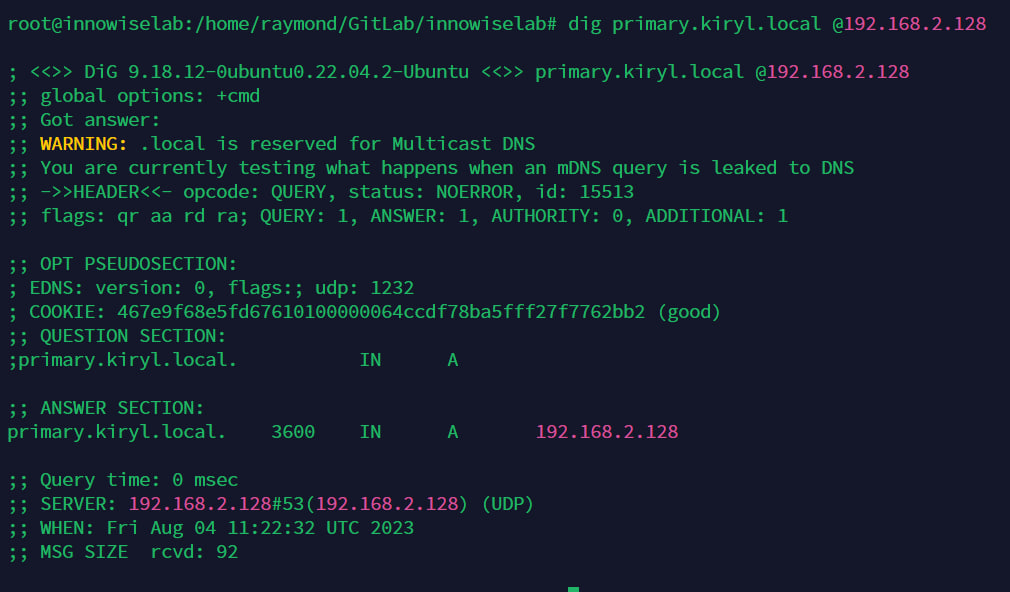 root@innowiselab:/home/raymond/GitLab/innowiselab# dig primary.kiryl.local @192.168.2.128
; <<>> DiG 9.18.12-0ubuntu0.22.04.2-Ubuntu <<>> primary.kiryl.local @192.168.2.128
;; global options: +cmd
;; Got answer:
;; WARNING: .local is reserved for Multicast DNS
;; You are currently testing what happens when an mDNS query is leaked to DNS
;; ->>HEADER<<- opcode: QUERY, status: NOERROR, id: 15513
;; flags: qr aa rd ra; QUERY: 1, ANSWER: 1, AUTHORITY: 0, ADDITIONAL: 1
;; OPT PSEUDOSECTION:
; EDNS: version: 0, flags:; udp: 1232
; COOKIE: 467e9f68e5fd67610100000064ccdf78ba5fff27f7762bb2 (good)
;; QUESTION SECTION:
;primary.kiryl.local. IN A
;; ANSWER SECTION:
primary.kiryl.local. 3600 IN A 192.168.2.128
;; Query time: 0 msec
;; SERVER: 192.168.2.128#53(192.168.2.128) (UDP)
;; WHEN: Fri Aug 04 11:22:32 UTC 2023
;; MSG SIZE rcvd: 92